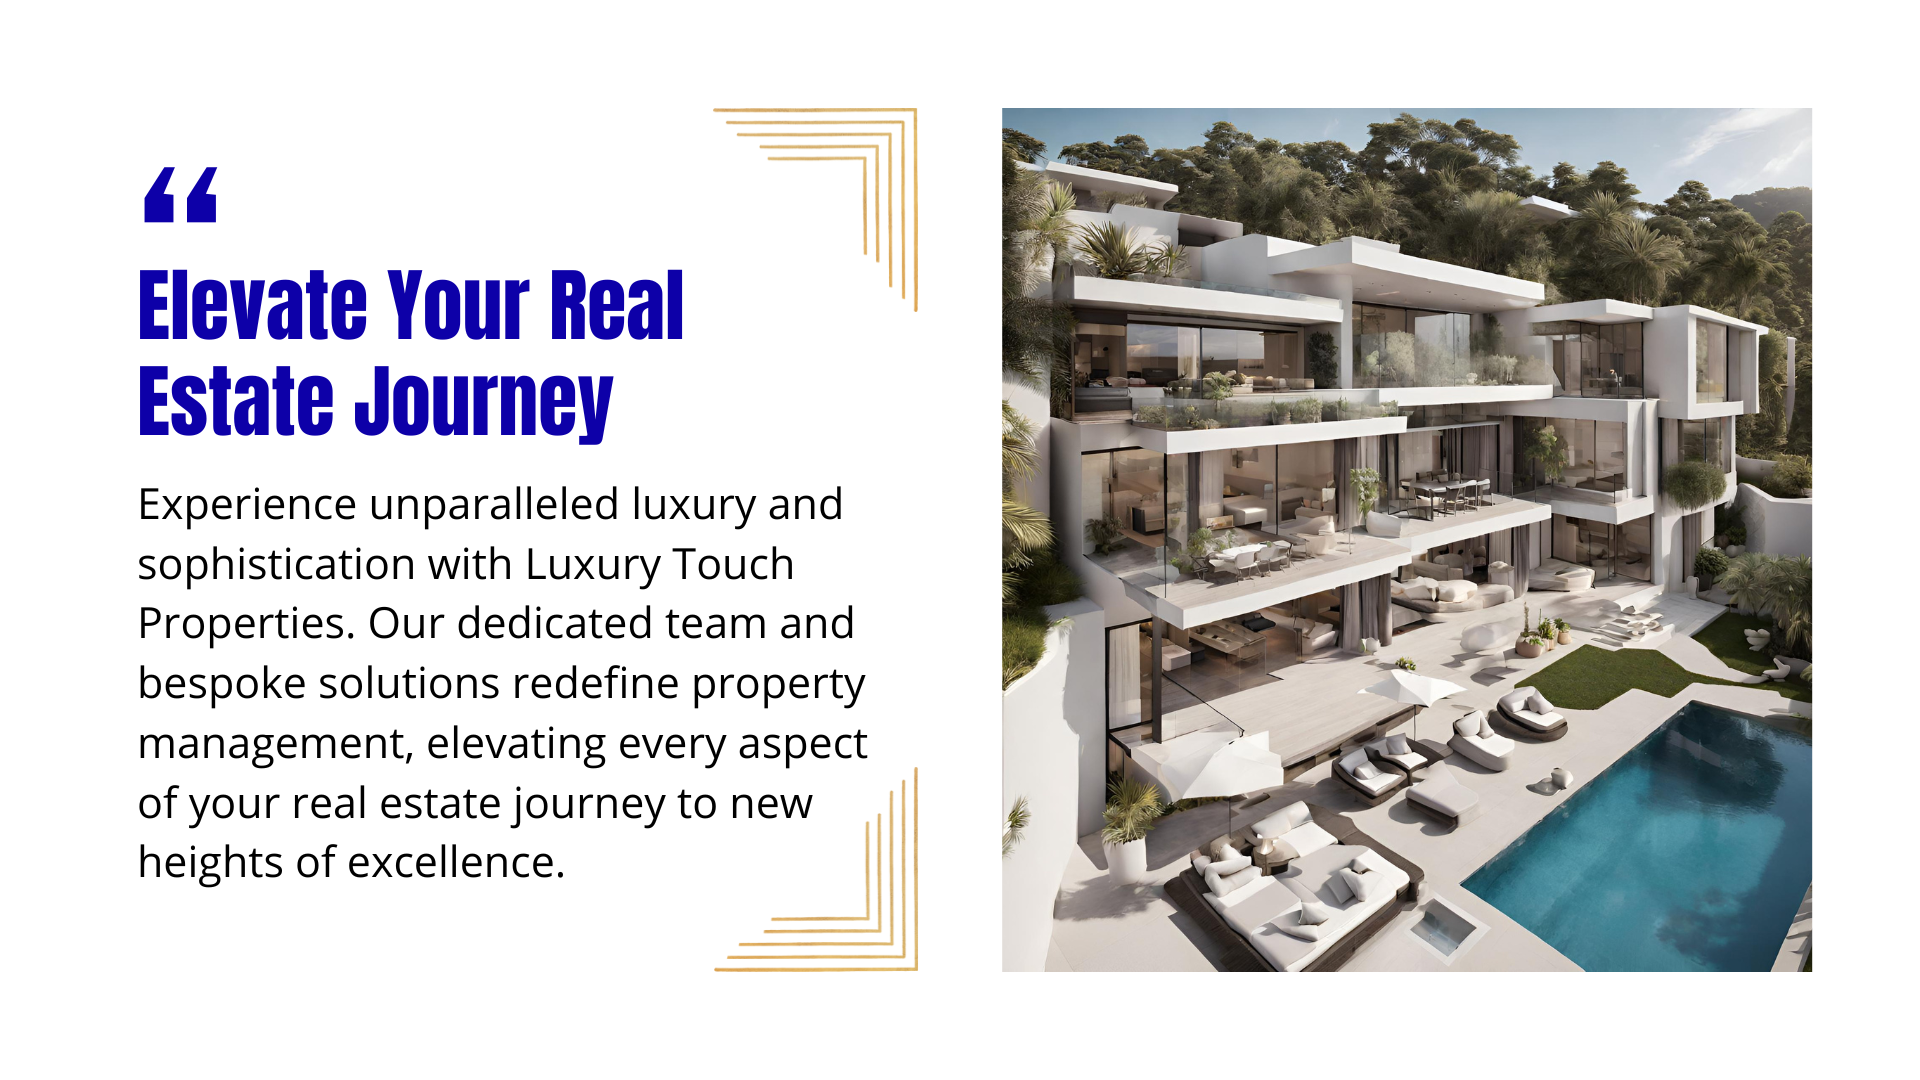 “
Elevate Your Real
Estate Journey
Experience unparalleled luxury and
sophistication with Luxury Touch
Properties. Our dedicated team and
bespoke solutions redefine property
management, elevating every aspect
of your real estate journey to new
heights of excellence.